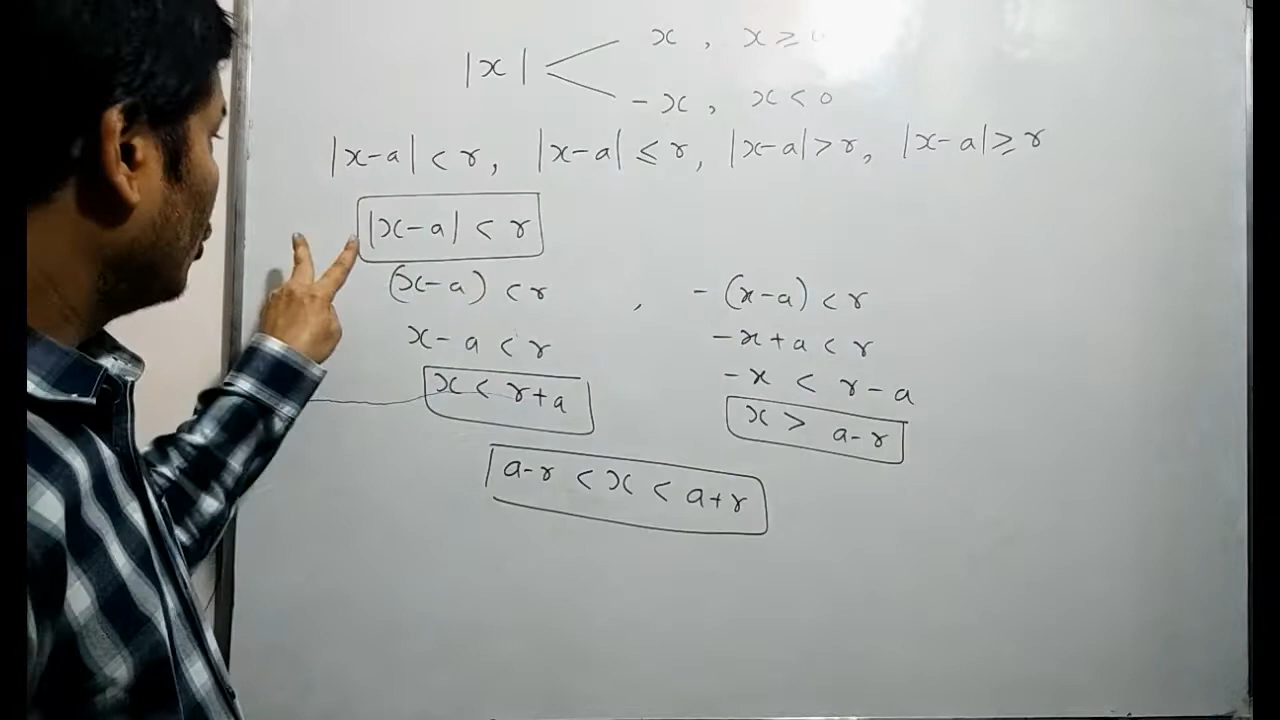 |x| x , x ≥
-x , x < 0
|x-a| < r, |x-a| ≤ r, |x-a| > r, |x-a| ≥ r
|x-a| < r
(x-a) < r , -(x-a) < r
x-a < r -x+a < r
x < r+a -x < r-a
x > a-r
a-r < x < a+r